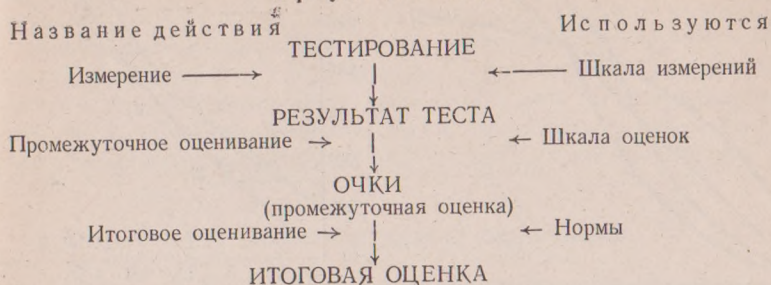 Название действия Используются
ТЕСТИРОВАНИЕ
Измерение Шкала измерений
РЕЗУЛЬТАТ ТЕСТА
Промежуточное оценивание Шкала оценок
ОЧКИ
(промежуточная оценка)
Итоговое оценивание Нормы
ИТОГОВАЯ ОЦЕНКА